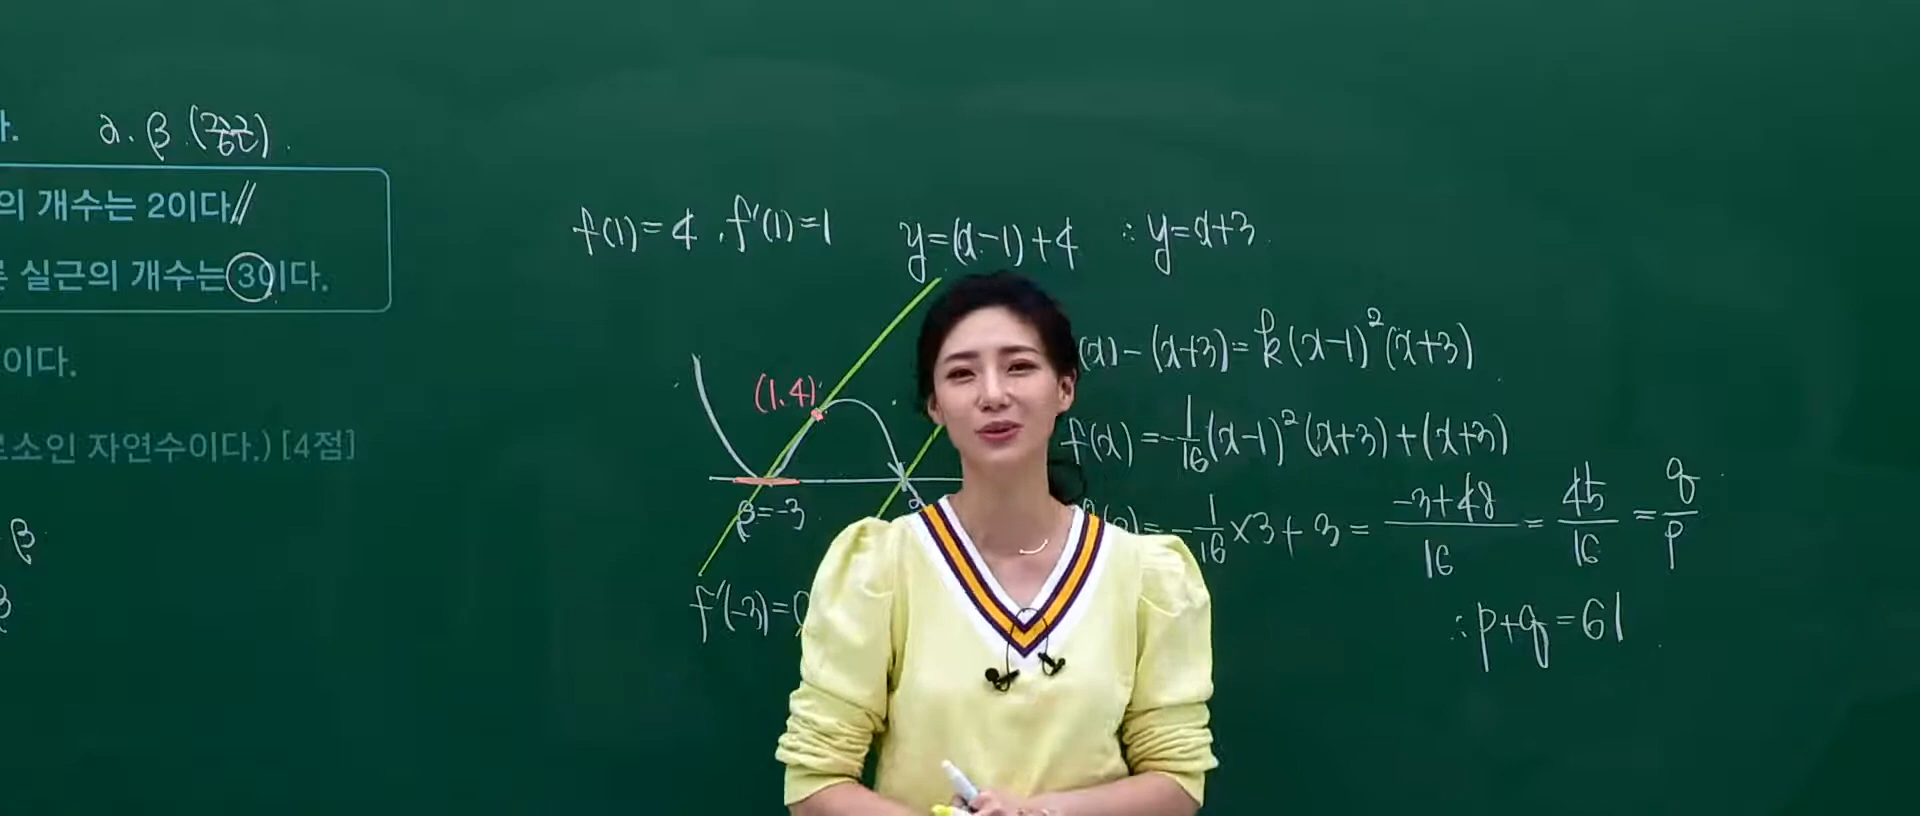 다. α. β (중근)
의 개수는 2이다.
른 실근의 개수는 3이다.
이다.
로소인 자연수이다.) [4점]
β
β
f(1)=4, f'(1)=1 y=(x-1)+4 ∴ y=x+3
(x)-(x+3)=k(x-1)²(x+3)
f(x)=-1/16(x-1)²(x+3)+(x+3)
=-1/16×3+3=(-3+48)/16=45/16=q/p
∴ p+q=61
(1,4)
β=-3
f'(-3)=0